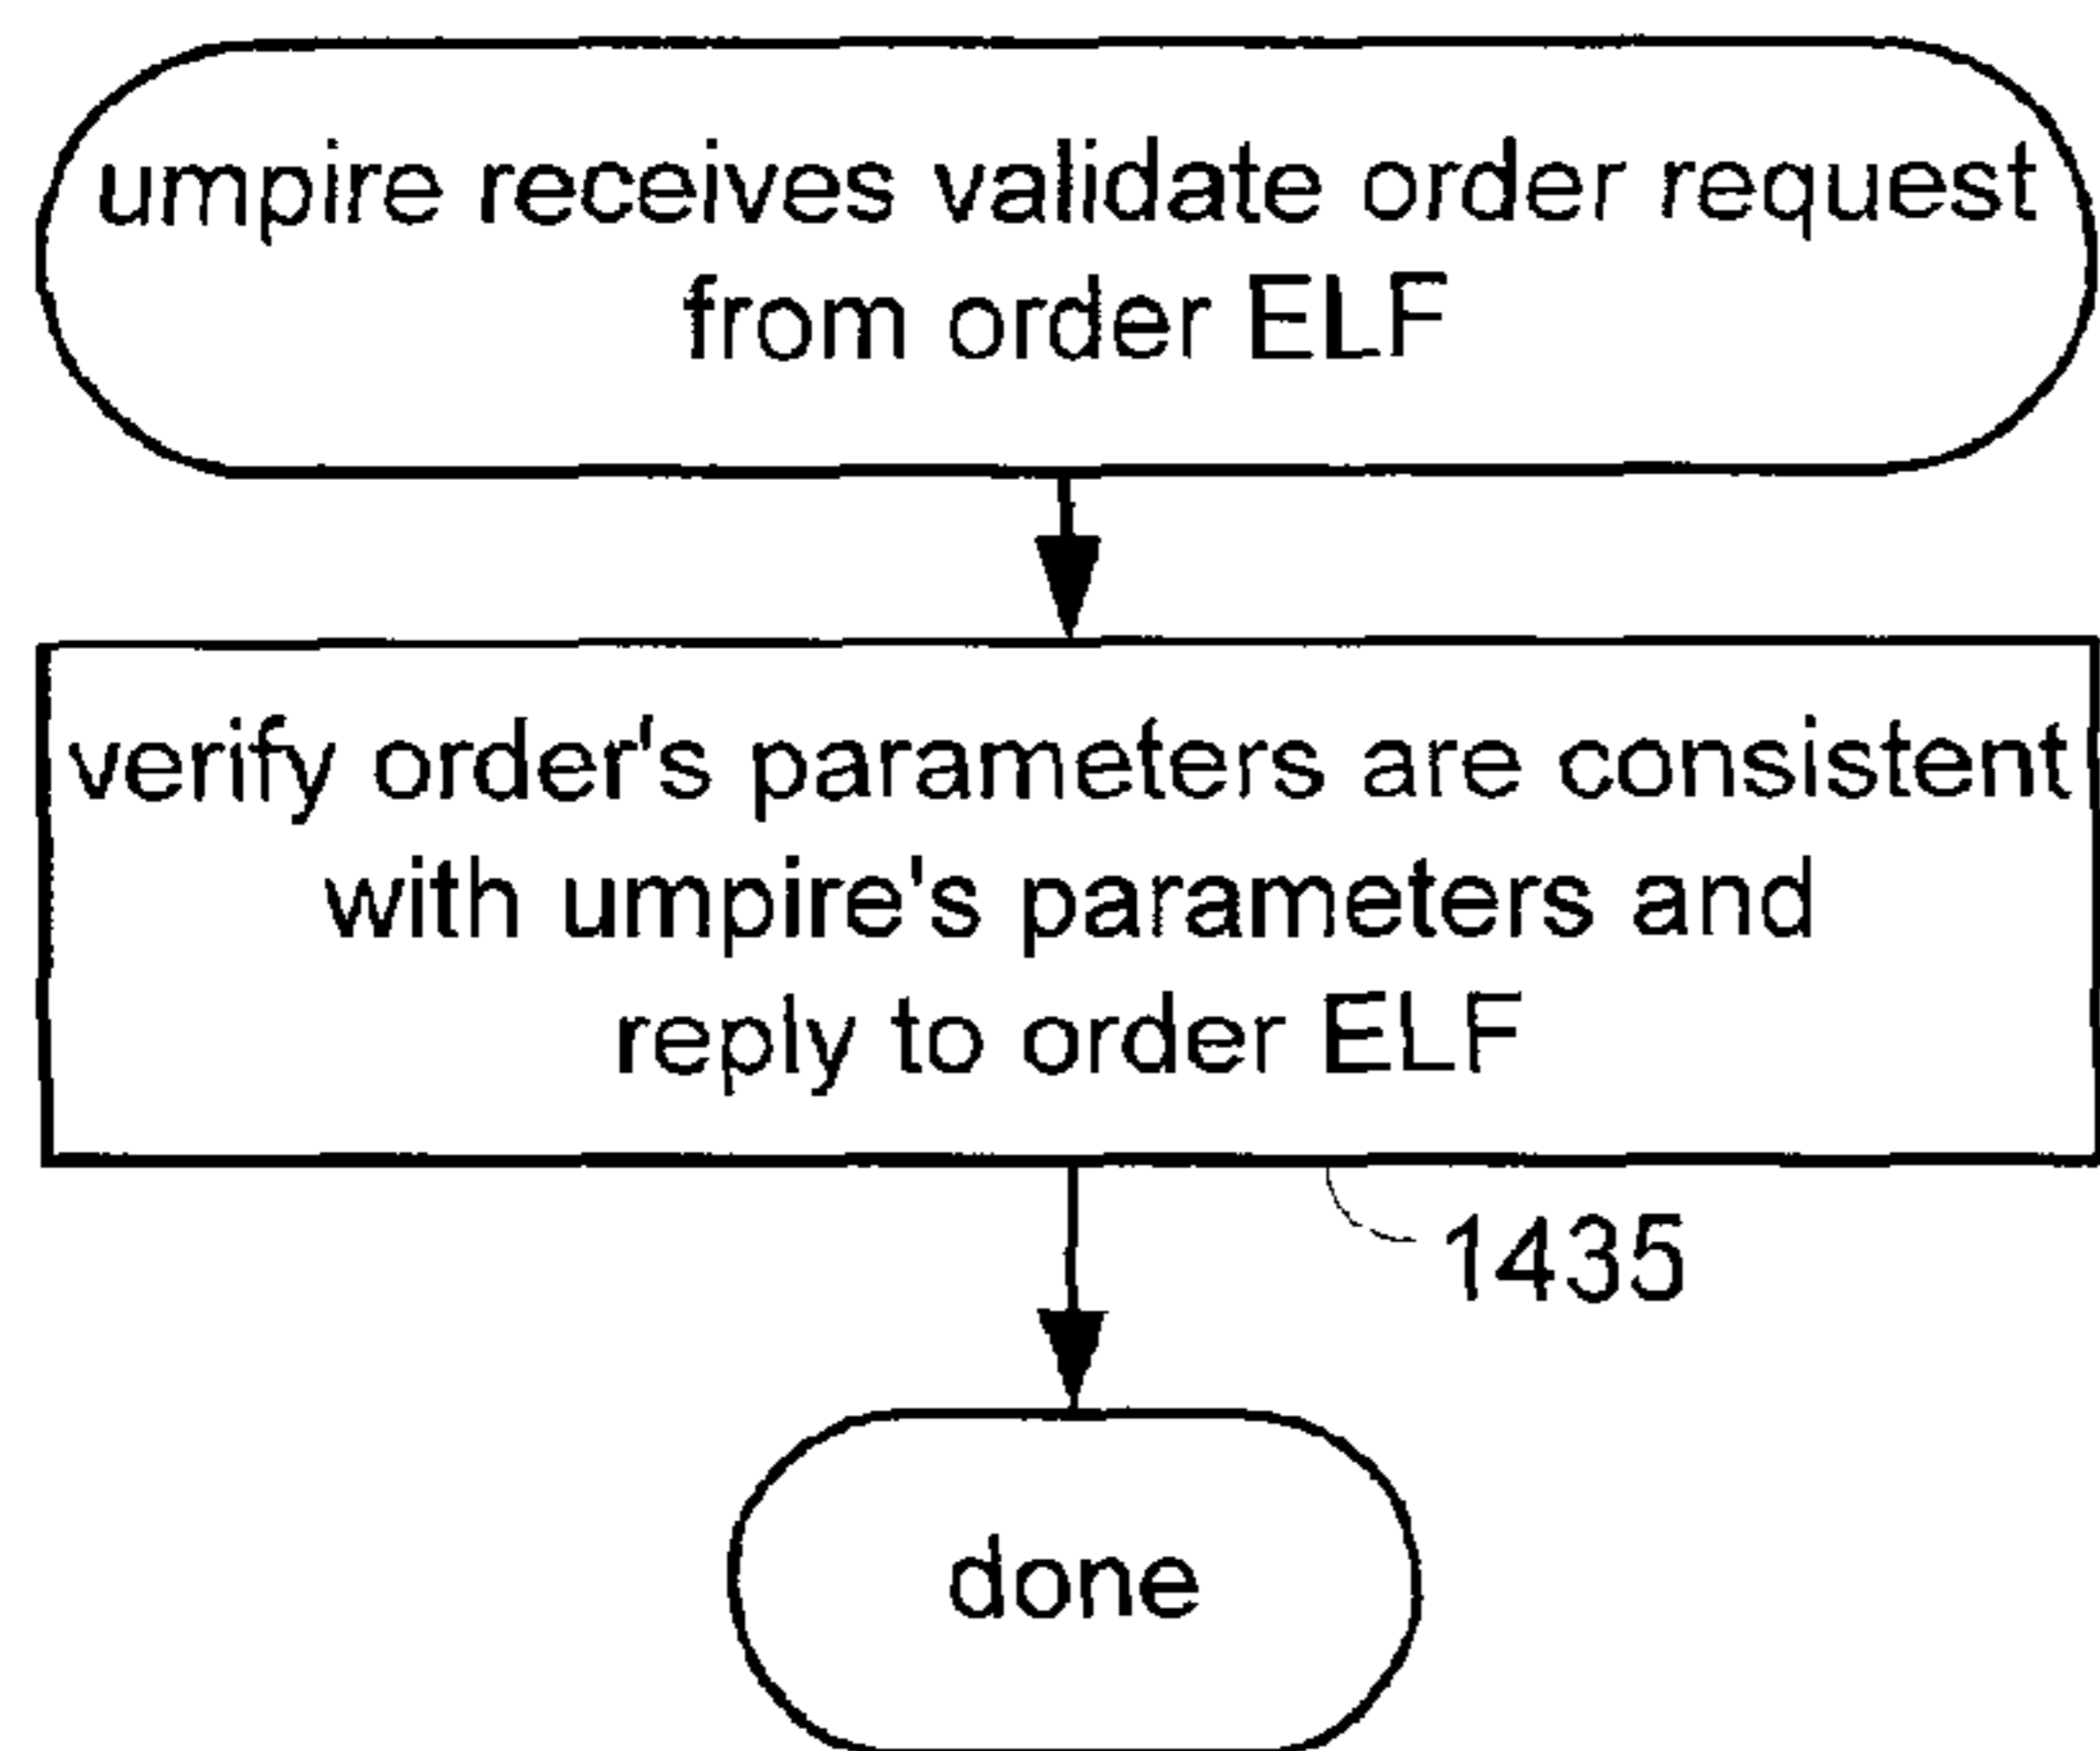 umpire receives validate order request
from order ELF
verify order's parameters are consistent
with umpire's parameters and
reply to order ELF
1435
done